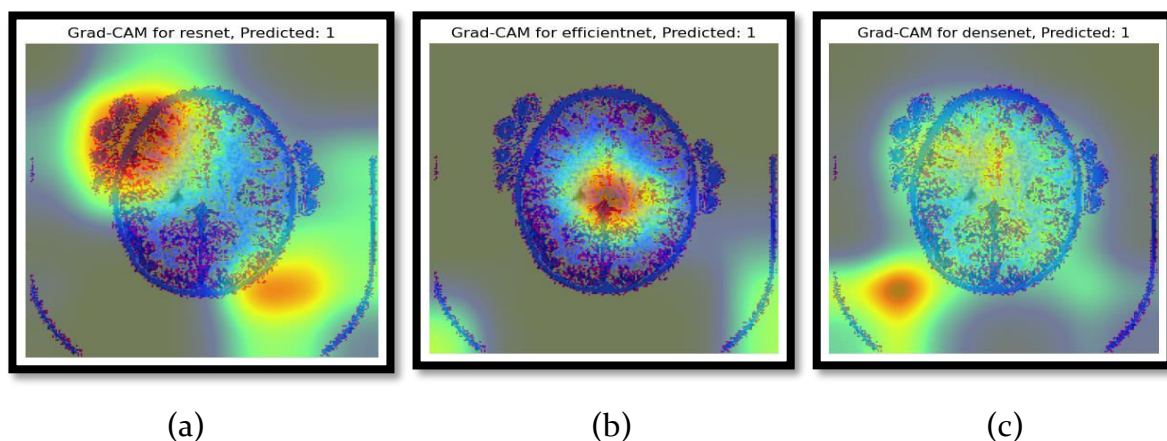 Grad-CAM for resnet, Predicted: 1
Grad-CAM for efficientnet, Predicted: 1
Grad-CAM for densenet, Predicted: 1
(a)
(b)
(c)